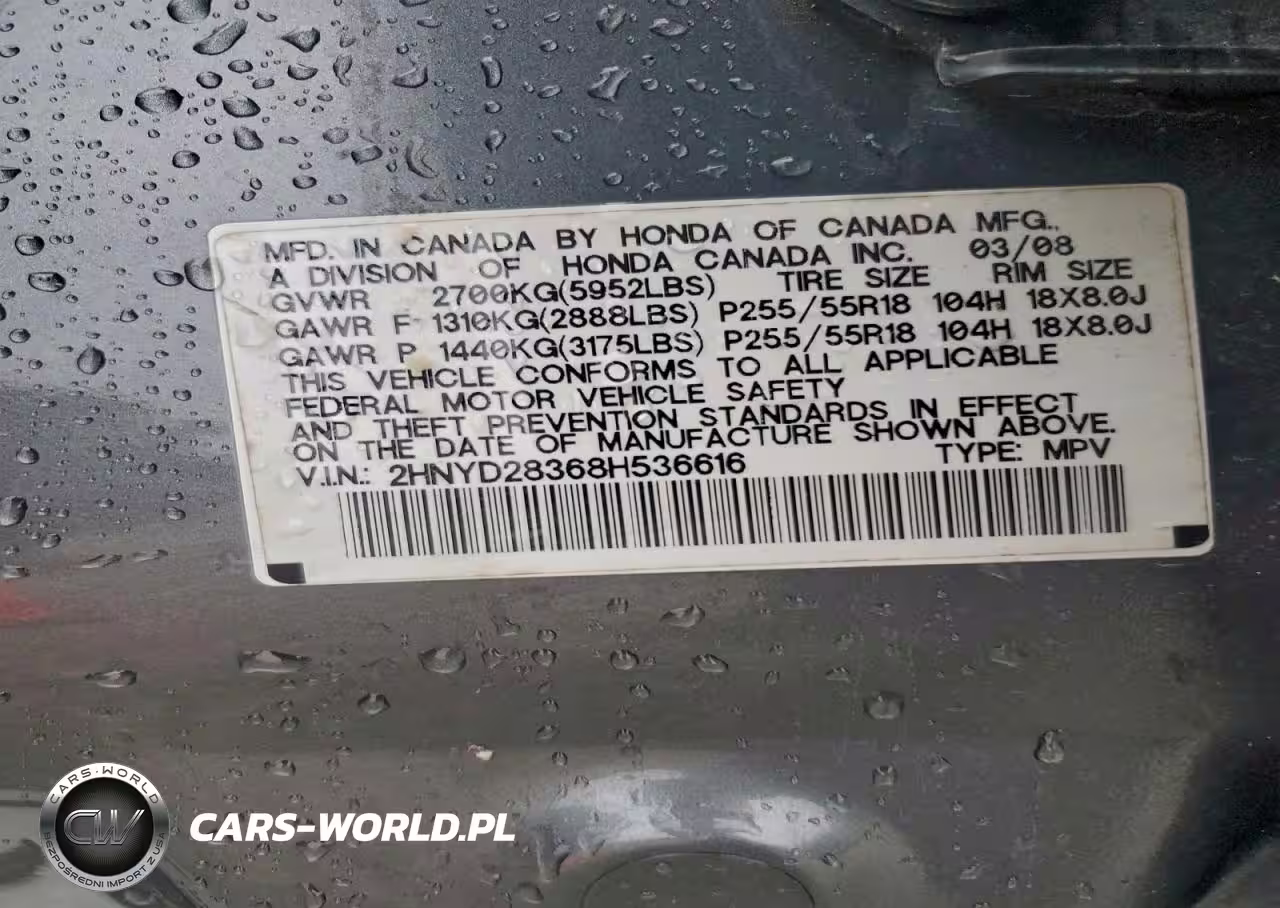 MFD. IN CANADA BY HONDA OF CANADA MFG.,
A DIVISION OF HONDA CANADA INC. 03/08
GVWR 2700KG(5952LBS) TIRE SIZE RIM SIZE
GAWR F 1310KG(2888LBS) P255/55R18 104H 18X8.0J
GAWR R 1440KG(3175LBS) P255/55R18 104H 18X8.0J
THIS VEHICLE CONFORMS TO ALL APPLICABLE
FEDERAL MOTOR VEHICLE SAFETY
AND THEFT PREVENTION STANDARDS IN EFFECT
ON THE DATE OF MANUFACTURE SHOWN ABOVE.
V.I.N.: 2HNYD28368H536616 TYPE: MPV
CARS-WORLD
CW
BEZPOŚREDNI IMPORT Z USA
CARS-WORLD.PL